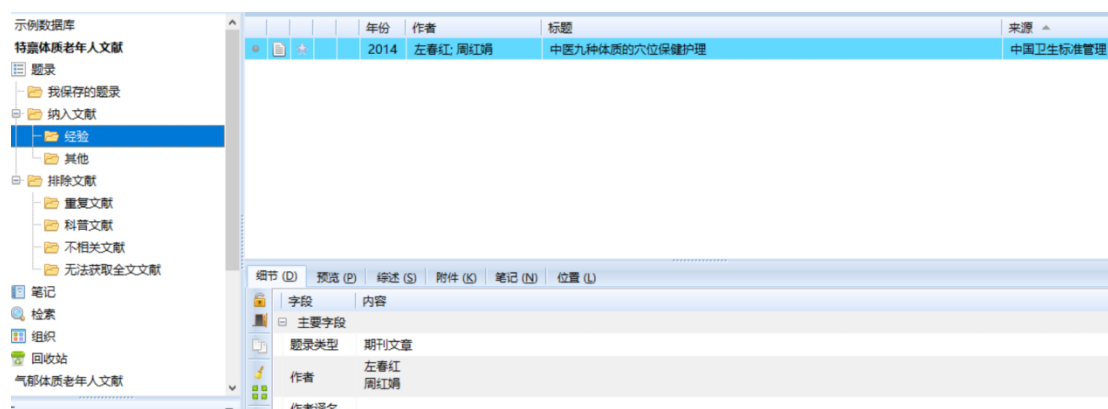 示例数据库
特禀体质老年人文献
题录
我保存的题录
纳入文献
经验
其他
排除文献
重复文献
科普文献
不相关文献
无法获取全文文献
笔记
检索
组织
回收站
气郁体质老年人文献
年份 作者 标题 来源
2014 左春红; 周红娟 中医九种体质的穴位保健护理 中国卫生标准管理
细节 (D) 预览 (P) 综述 (S) 附件 (K) 笔记 (N) 位置 (L)
字段 内容
主要字段
题录类型 期刊文章
作者 左春红
周红娟
作者译名